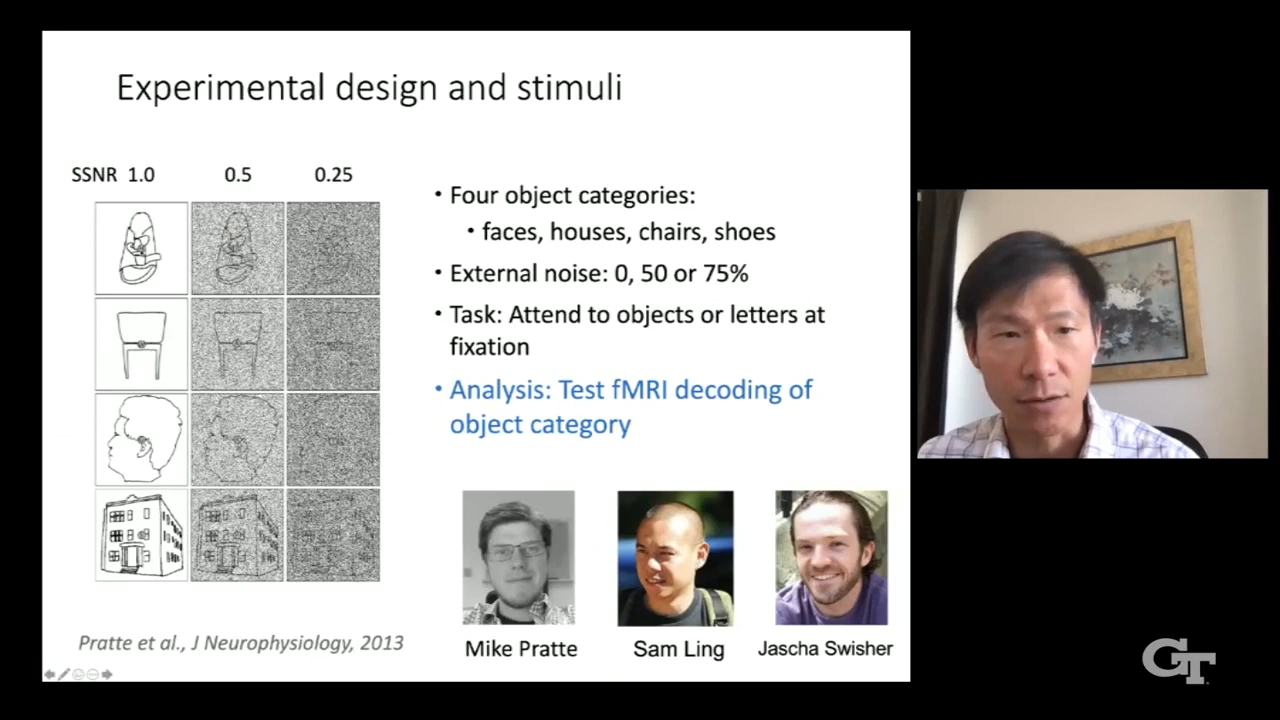 Experimental design and stimuli
SSNR 1.0 0.5 0.25
• Four object categories:
• faces, houses, chairs, shoes
• External noise: 0, 50 or 75%
• Task: Attend to objects or letters at
fixation
• Analysis: Test fMRI decoding of
object category
Pratte et al., J Neurophysiology, 2013
Mike Pratte
Sam Ling
Jascha Swisher
GT